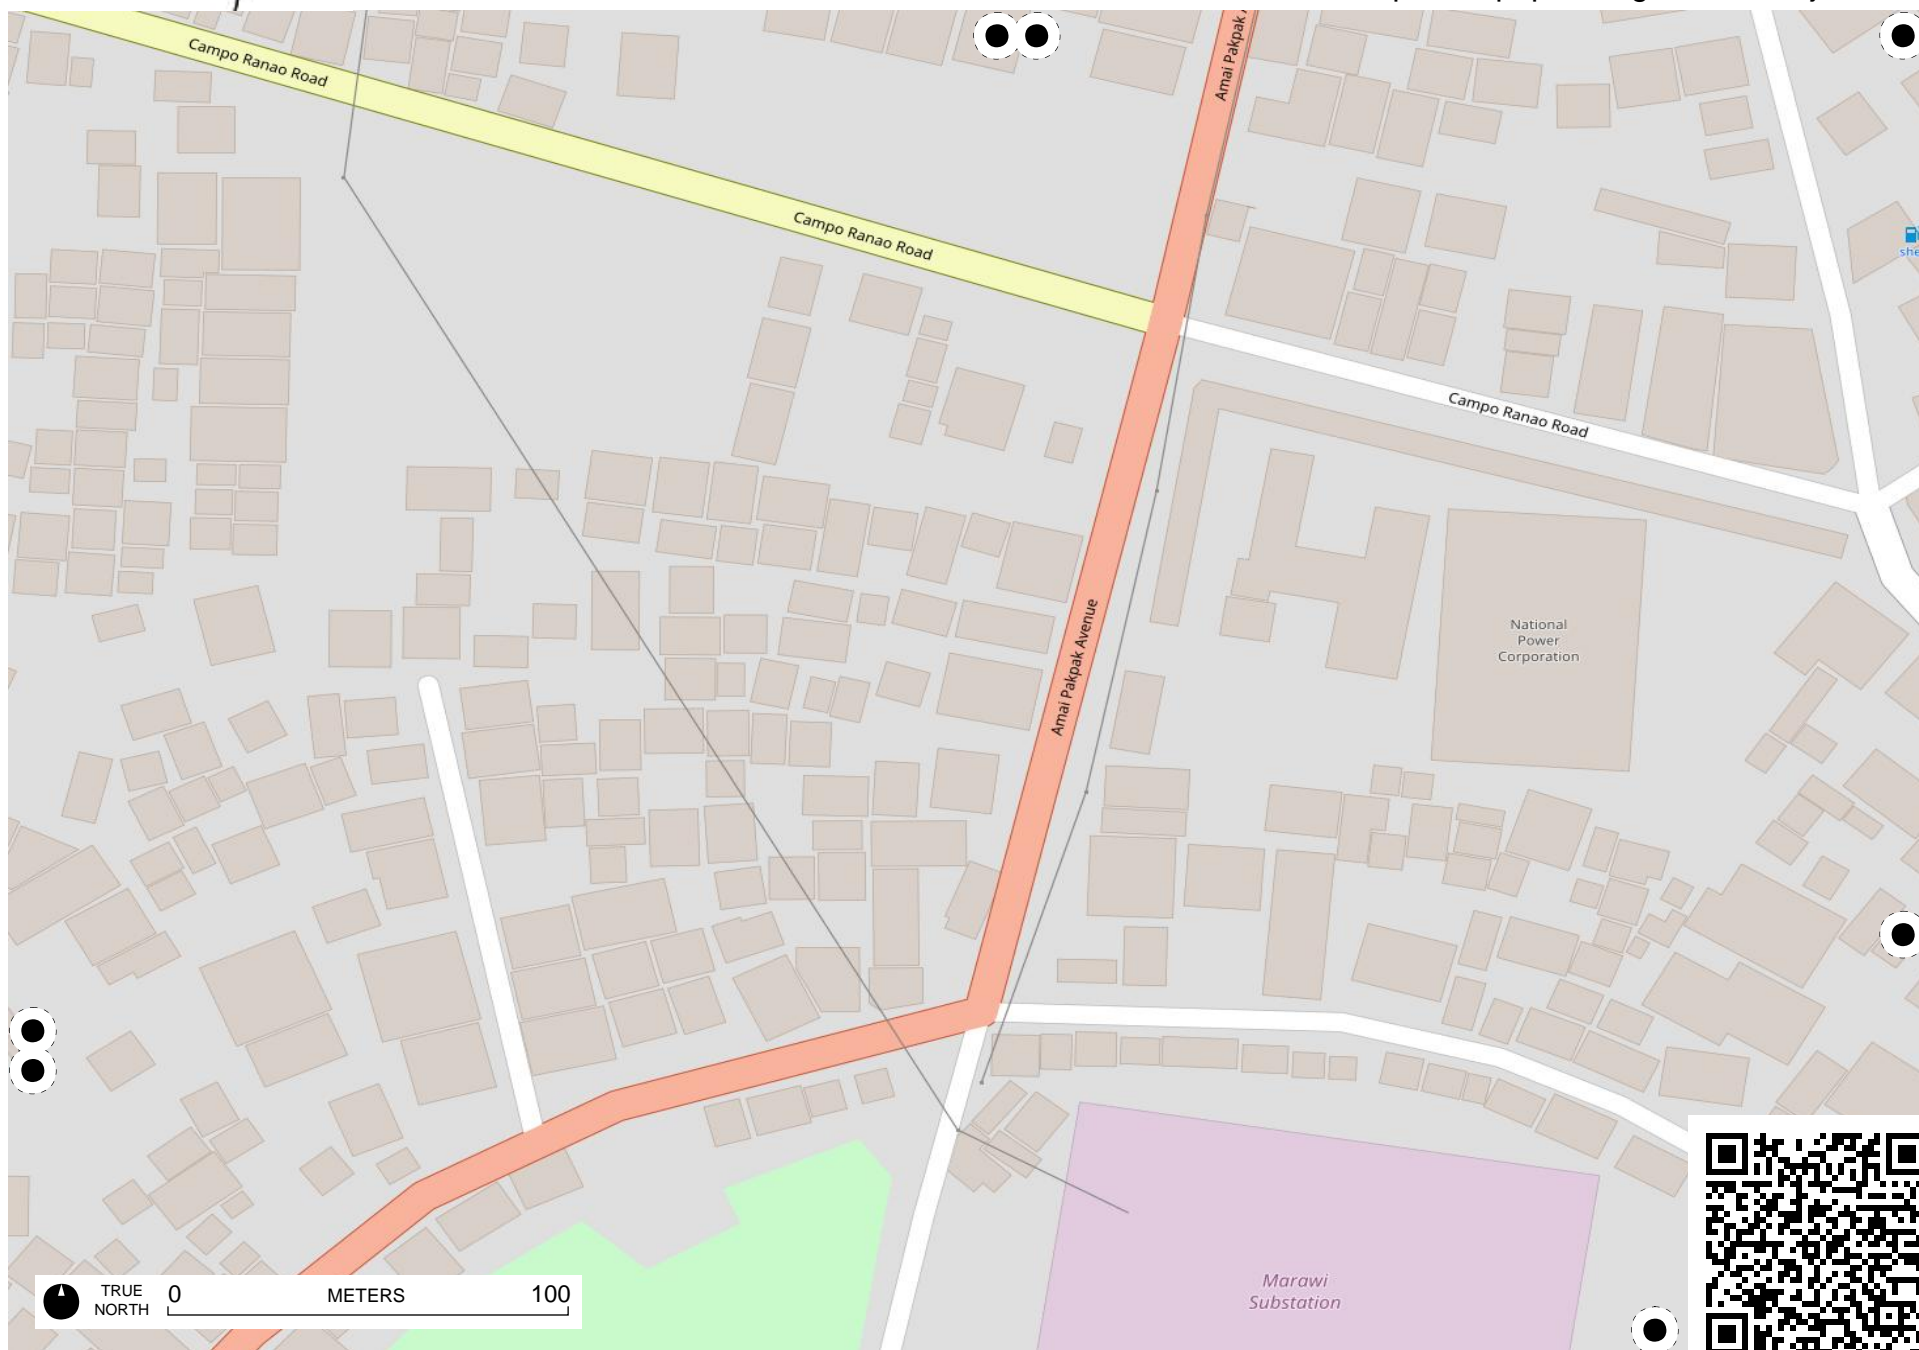 Campo Ranao Road
Amai Pakpak
Campo Ranao Road
Campo Ranao Road
National
Power
Corporation
Amai Pakpak Avenue
Marawi
Substation
TRUE
NORTH
0
METERS
100